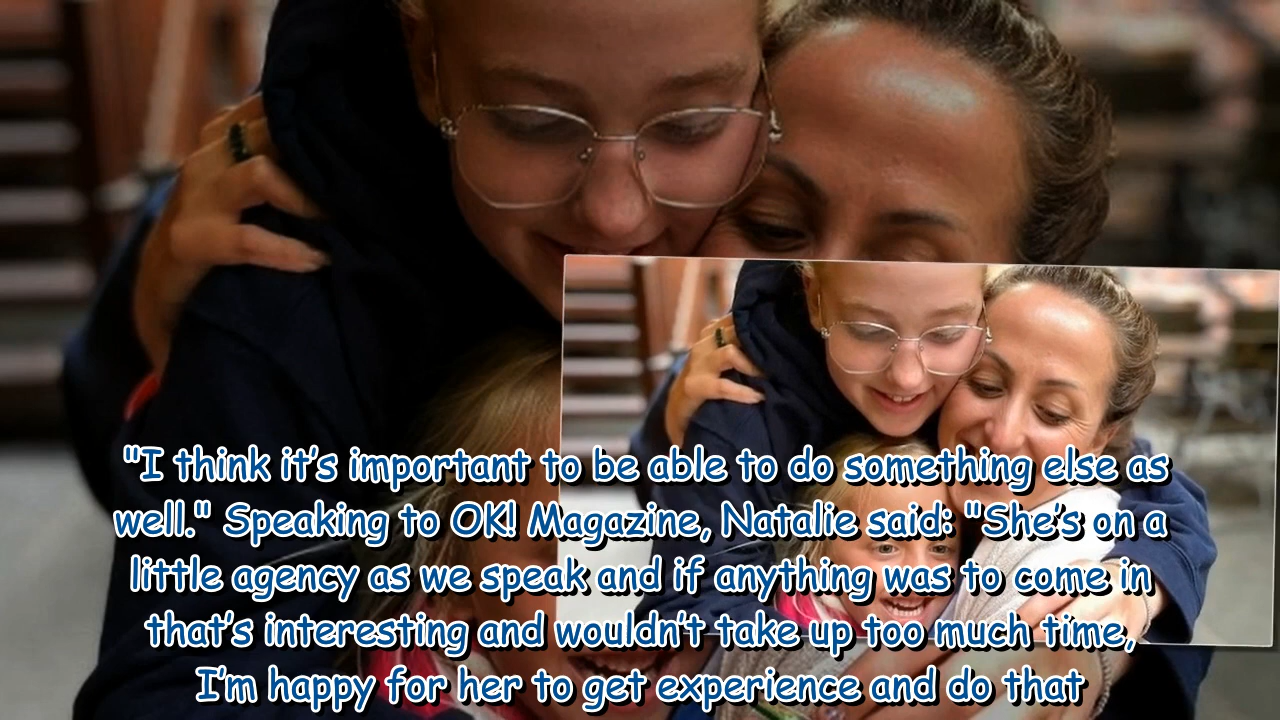 "I think it's important to be able to do something else as
well." Speaking to OK! Magazine, Natalie said: "She's on a
little agency as we speak and if anything was to come in
that's interesting and wouldn't take up too much time,
I'm happy for her to get experience and do that